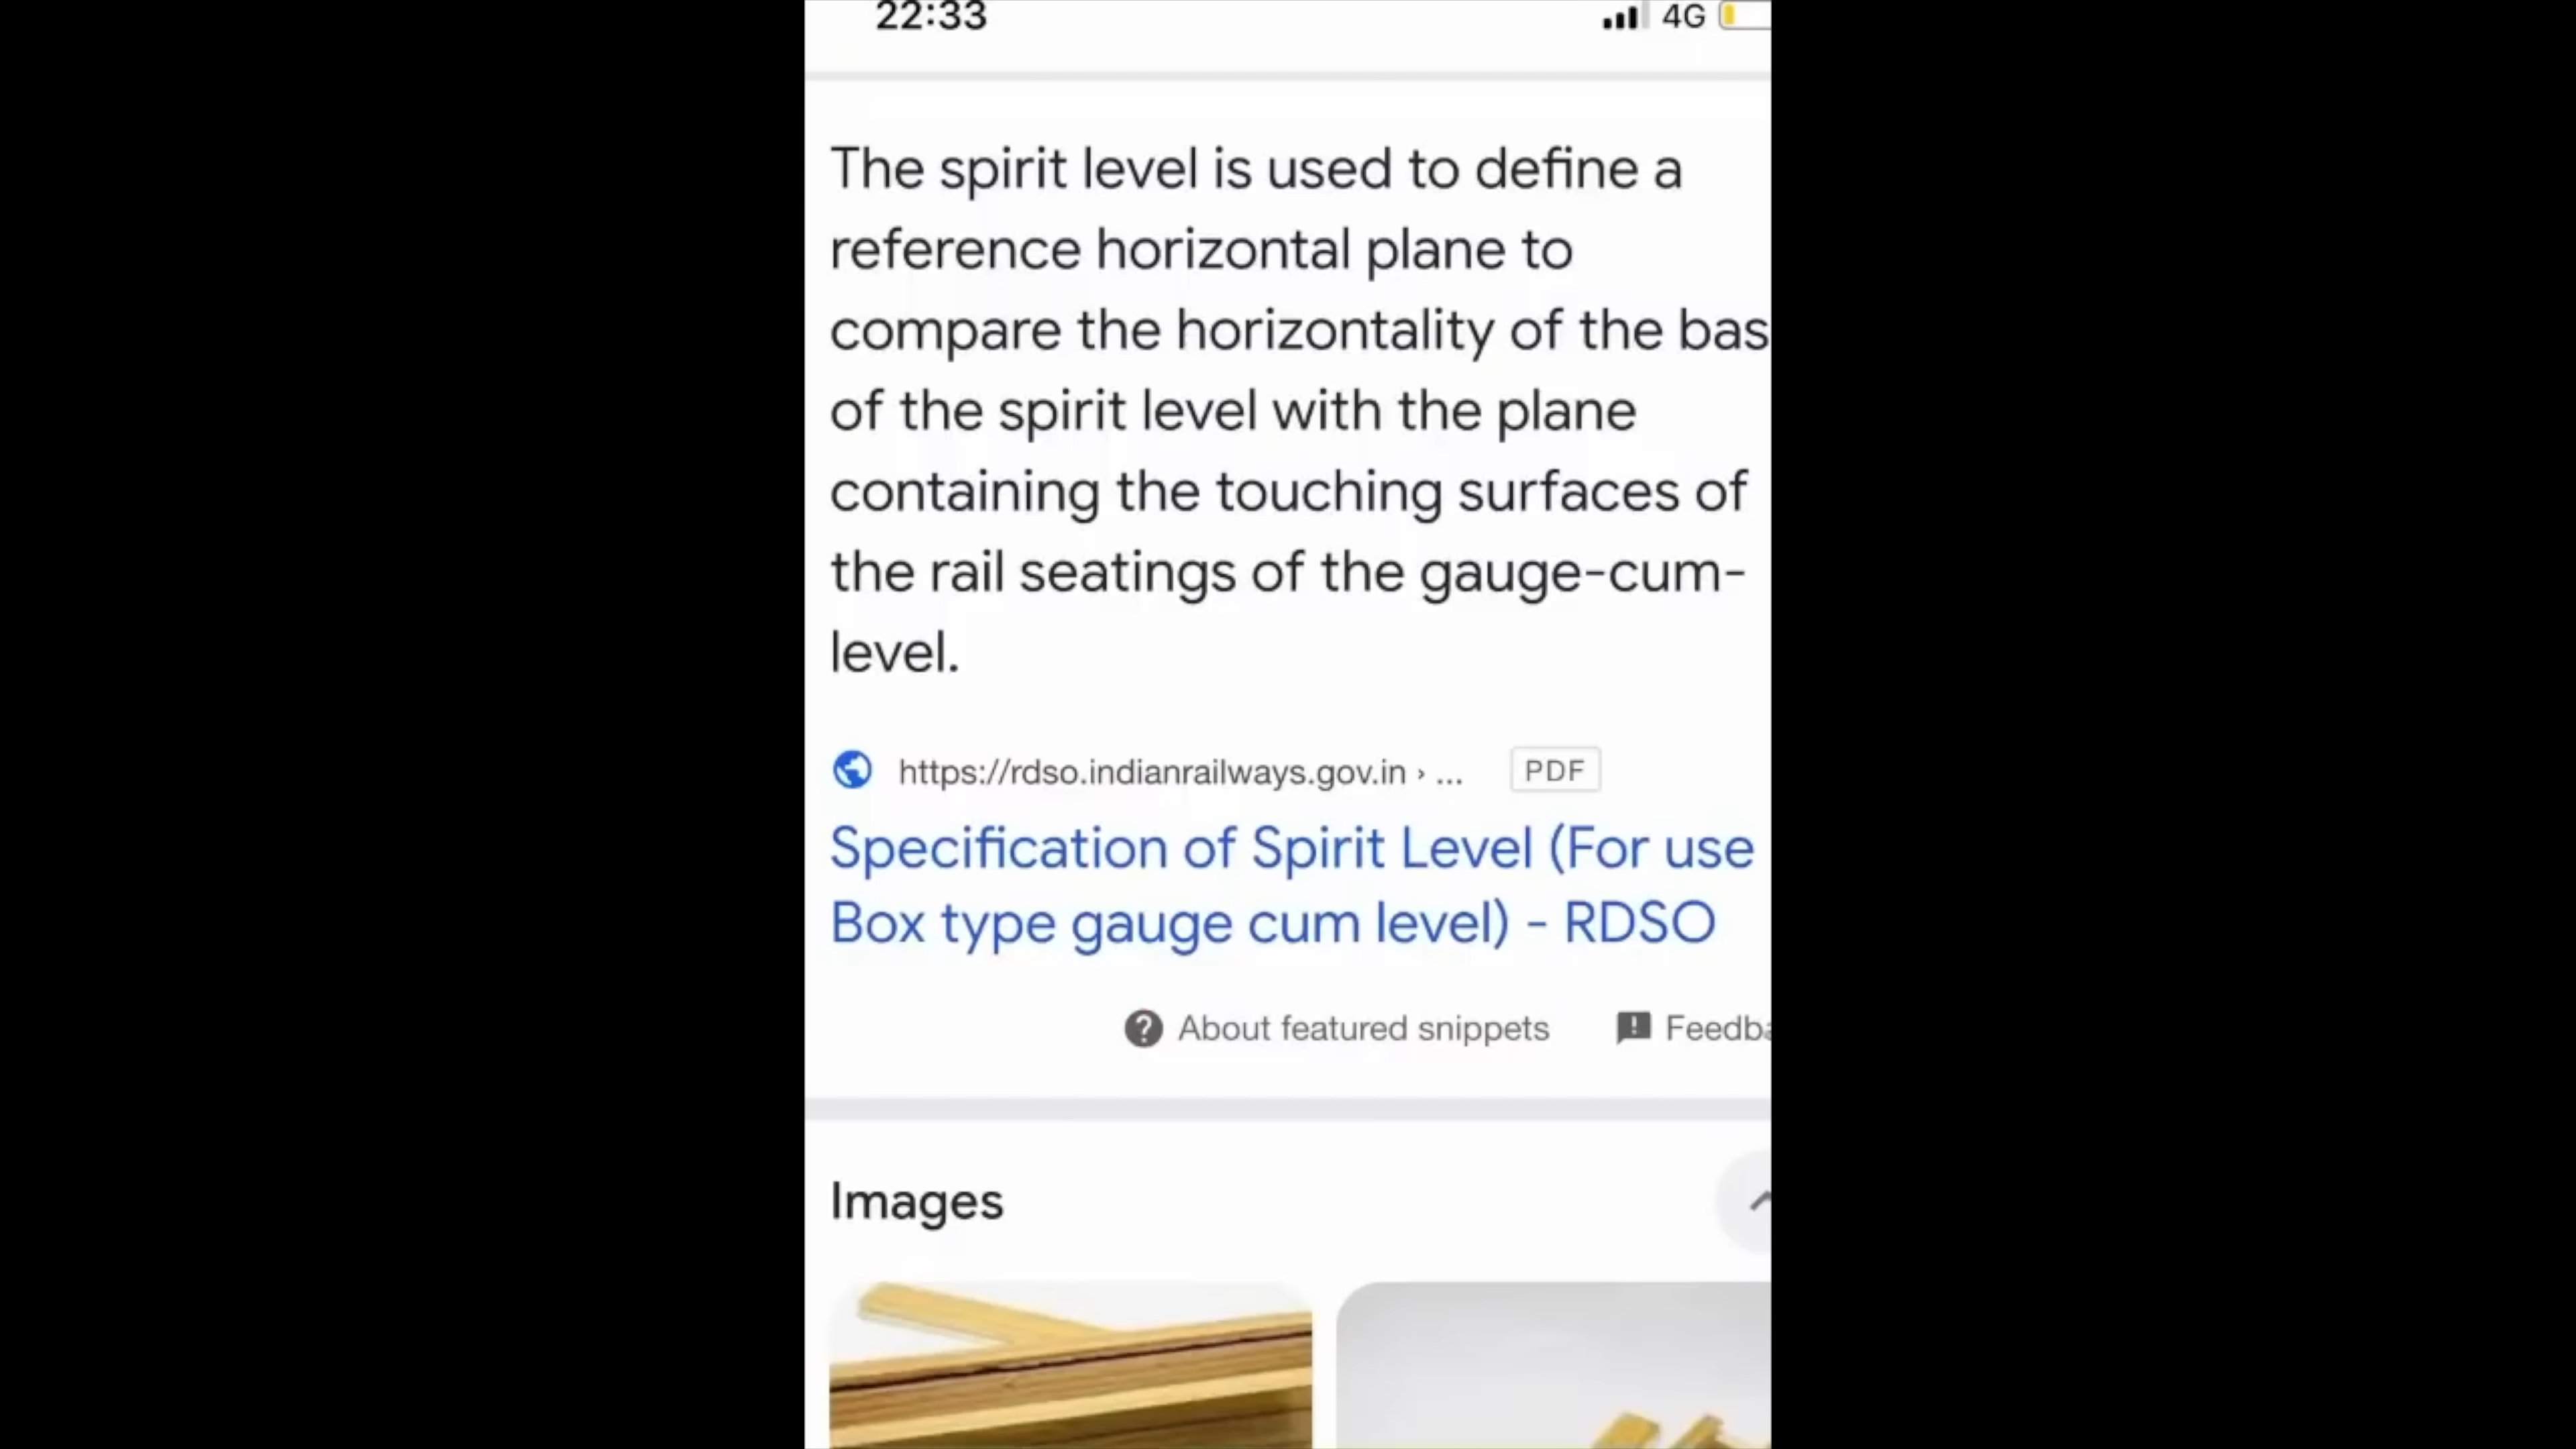 22:33
4G
The spirit level is used to define a
reference horizontal plane to
compare the horizontality of the bas
of the spirit level with the plane
containing the touching surfaces of
the rail seatings of the gauge-cum-
level.
https://rdso.indianrailways.gov.in › ... PDF
Specification of Spirit Level (For use
Box type gauge cum level) - RDSO
About featured snippets Feedba
Images